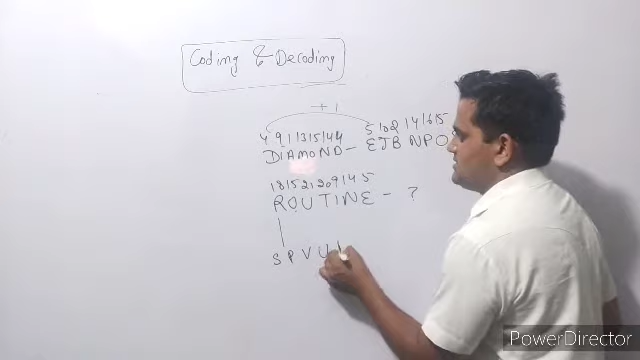 Coding & Decoding
+ 1
4 9 1 13 15 14 4 5 10 2 14 16 15
DIAMOND - EJB NPO
18 15 21 20 9 14 5
ROUTINE - ?
S P V U
PowerDirector